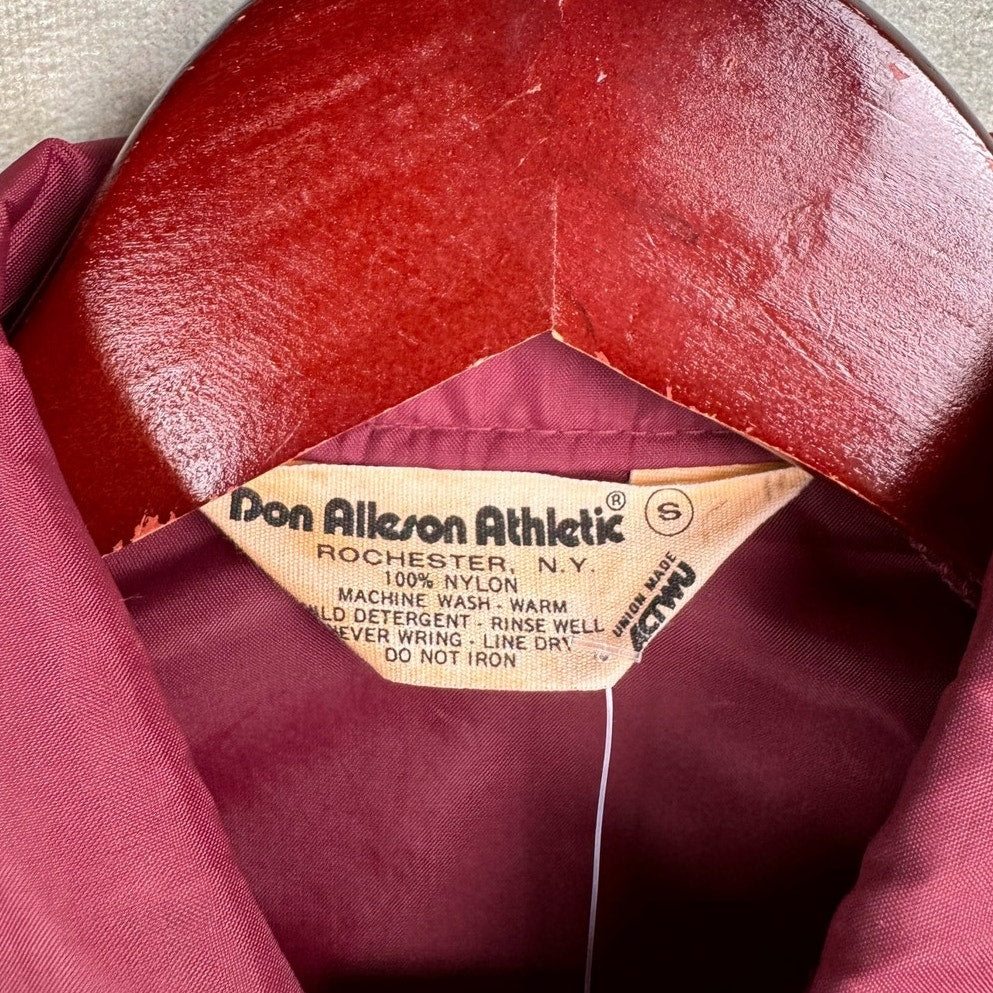 Don Alleson Athletic® S
ROCHESTER, N.Y.
100% NYLON
MACHINE WASH - WARM
DETERGENT - RINSE WELL
WRING - LINE DRY
DO NOT IRON
UNION MADE
ACTWU